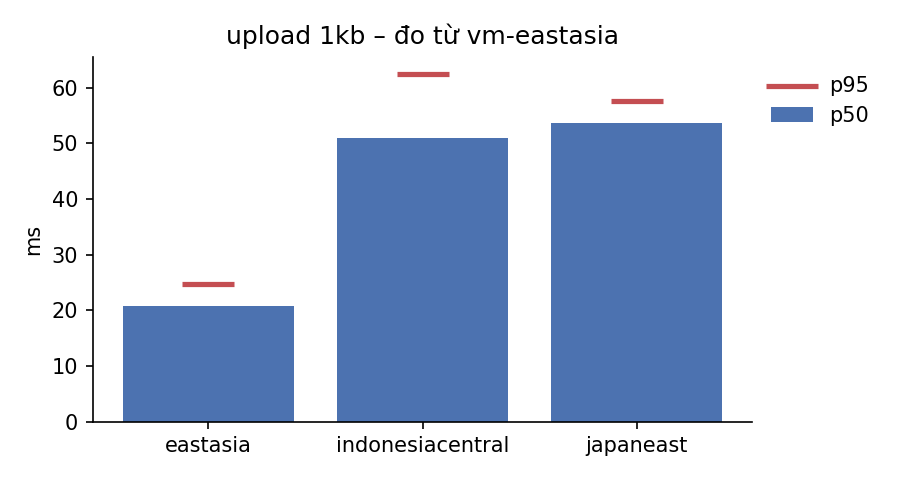 upload 1kb – đo từ vm-eastasia
p95
p50
ms
60
50
40
30
20
10
0
eastasia
indonesiacentral
japaneast